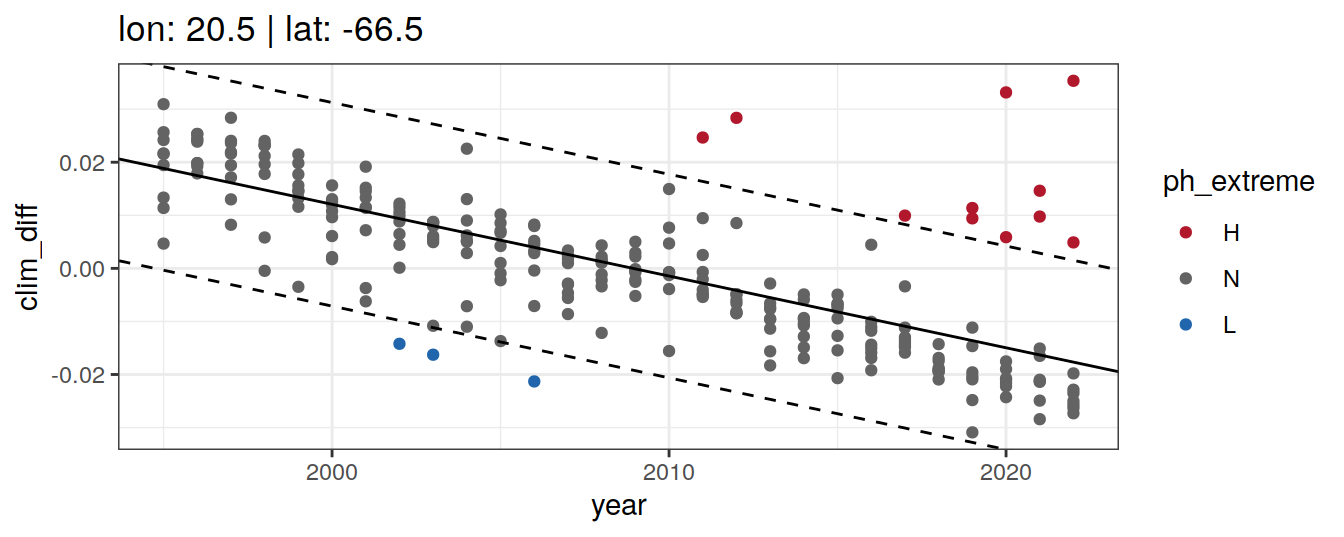 lon: 20.5 | lat: -66.5
clim_diff
0.02
0.00
-0.02
2000
2010
2020
year
ph_extreme
H
N
L